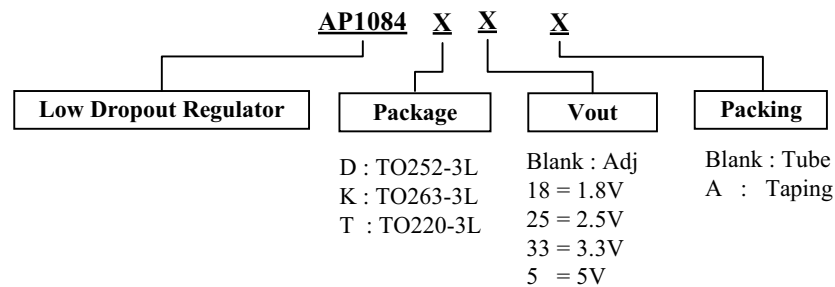 AP1084 X X X
Low Dropout Regulator
Package
Vout
Packing
D : TO252-3L
K : TO263-3L
T : TO220-3L
Blank : Adj
18 = 1.8V
25 = 2.5V
33 = 3.3V
5 = 5V
Blank : Tube
A : Taping